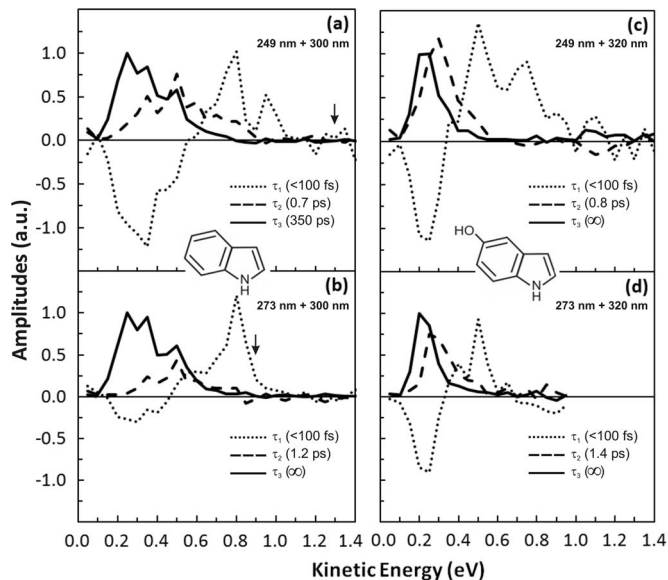 (a)
249 nm + 300 nm
1.0
0.5
0.0
-0.5
-1.0
τ₁ (<100 fs)
τ₂ (0.7 ps)
τ₃ (350 ps)
N
H
(c)
249 nm + 320 nm
τ₁ (<100 fs)
τ₂ (0.8 ps)
τ₃ (∞)
HO
N
H
Amplitudes (a.u.)
(b)
273 nm + 300 nm
1.0
0.5
0.0
-0.5
-1.0
τ₁ (<100 fs)
τ₂ (1.2 ps)
τ₃ (∞)
0.0 0.2 0.4 0.6 0.8 1.0 1.2 1.4
(d)
273 nm + 320 nm
τ₁ (<100 fs)
τ₂ (1.4 ps)
τ₃ (∞)
0.0 0.2 0.4 0.6 0.8 1.0 1.2 1.4
Kinetic Energy (eV)